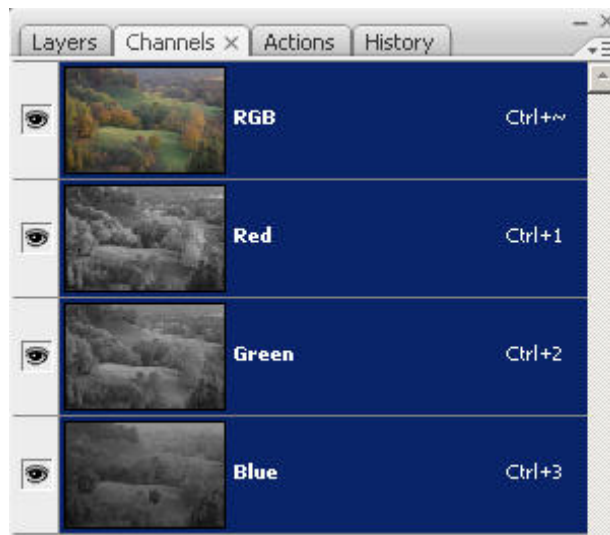 Layers Channels × Actions History
RGB Ctrl+~
Red Ctrl+1
Green Ctrl+2
Blue Ctrl+3